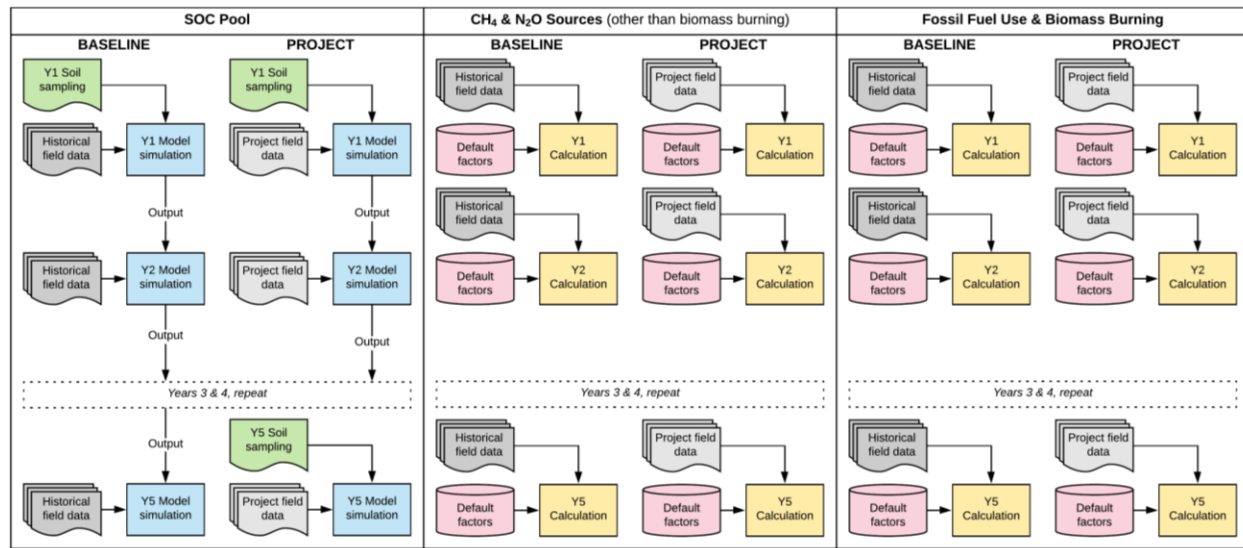 SOC Pool
BASELINE
PROJECT
Y1 Soil
sampling
Y1 Soil
sampling
Historical
field data
Y1 Model
simulation
Project field
data
Y1 Model
simulation
Output
Output
Historical
field data
Y2 Model
simulation
Project field
data
Y2 Model
simulation
Output
Output
Years 3 & 4, repeat
Output
Y5 Soil
sampling
Historical
field data
Y5 Model
simulation
Project field
data
Y5 Model
simulation
CH₄ & N₂O Sources (other than biomass burning)
BASELINE
PROJECT
Historical
field data
Project field
data
Default
factors
Y1
Calculation
Default
factors
Y1
Calculation
Historical
field data
Project field
data
Default
factors
Y2
Calculation
Default
factors
Y2
Calculation
Years 3 & 4, repeat
Historical
field data
Project field
data
Default
factors
Y5
Calculation
Default
factors
Y5
Calculation
Fossil Fuel Use & Biomass Burning
BASELINE
PROJECT
Historical
field data
Project field
data
Default
factors
Y1
Calculation
Default
factors
Y1
Calculation
Historical
field data
Project field
data
Default
factors
Y2
Calculation
Default
factors
Y2
Calculation
Years 3 & 4, repeat
Historical
field data
Project field
data
Default
factors
Y5
Calculation
Default
factors
Y5
Calculation